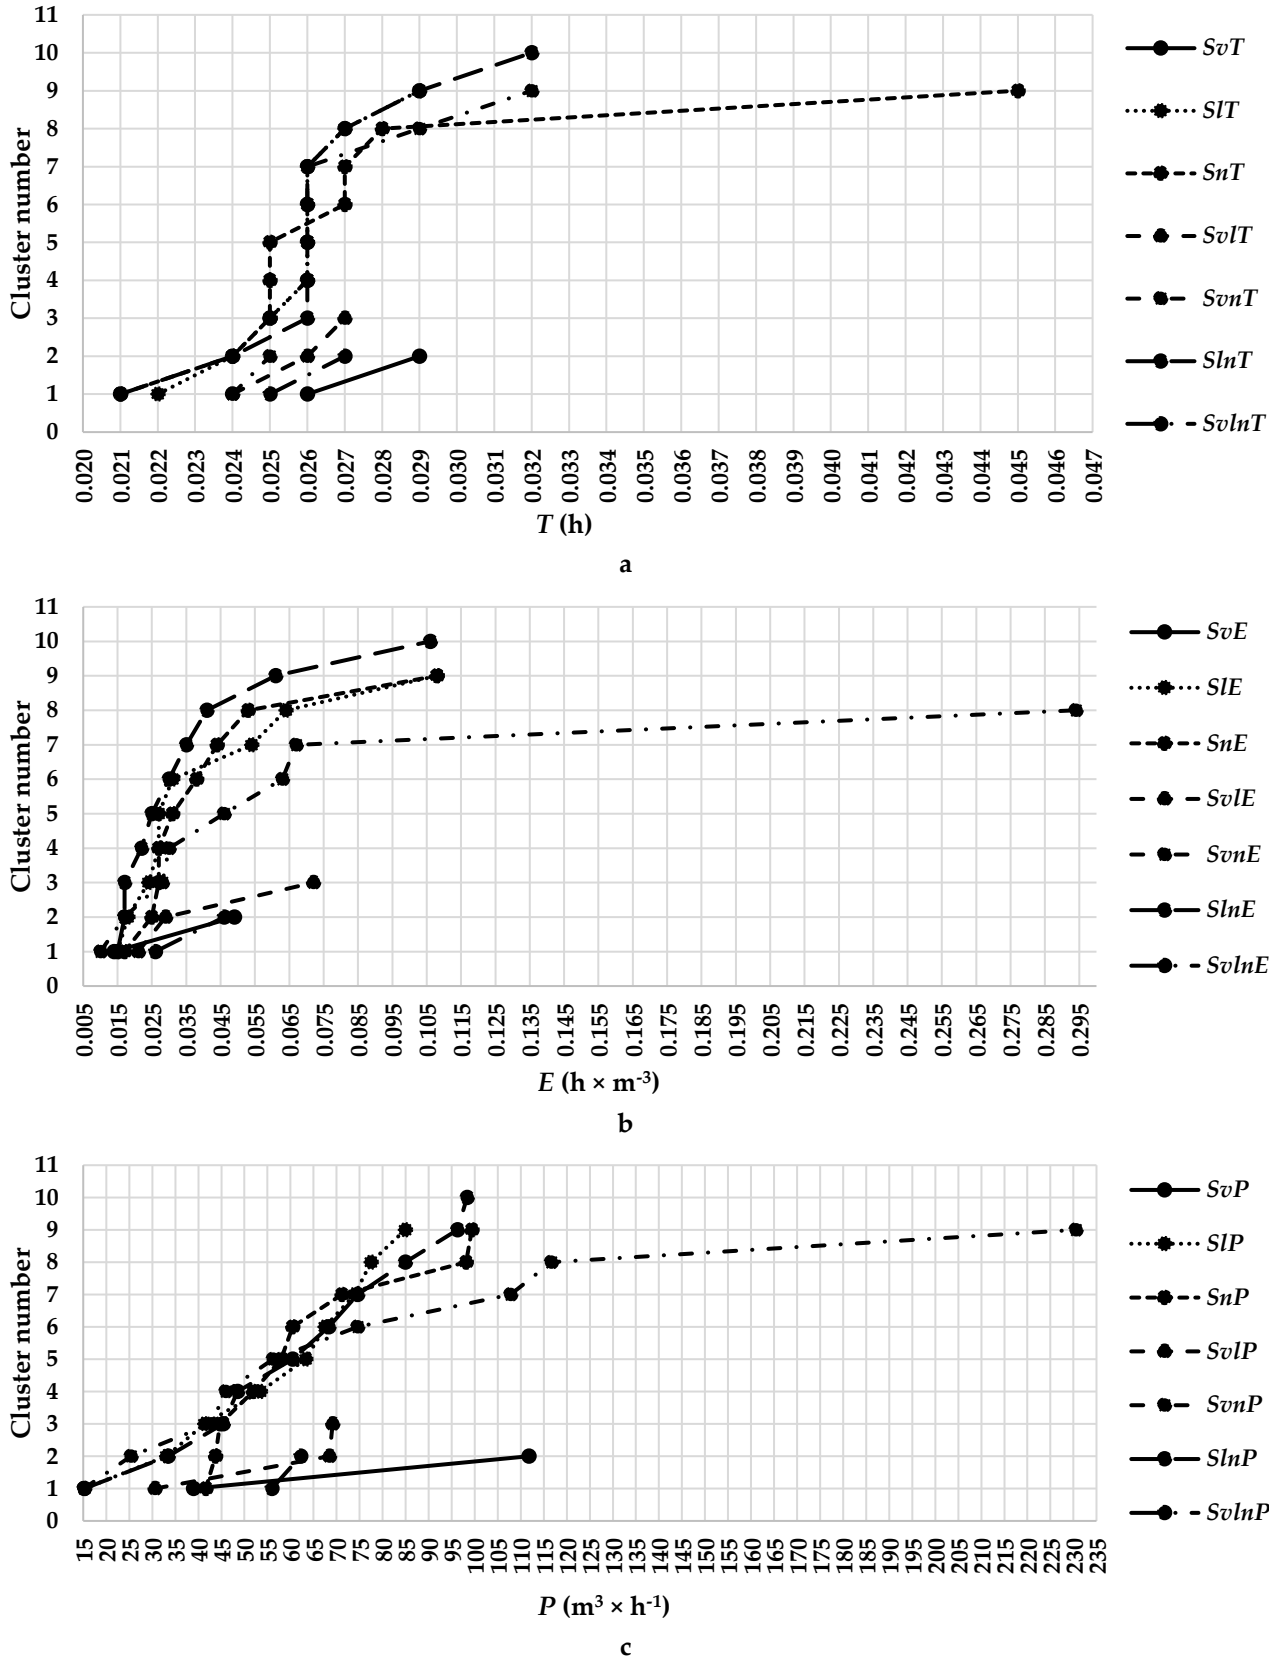 11
10
9
8
7
6
5
4
3
2
1
0
Cluster number
0.020 0.021 0.022 0.023 0.024 0.025 0.026 0.027 0.028 0.029 0.030 0.031 0.032 0.033 0.034 0.035 0.036 0.037 0.038 0.039 0.040 0.041 0.042 0.043 0.044 0.045 0.046 0.047
T (h)
SvT
SlT
SnT
SvlT
SvnT
SlnT
SvlnT
a
11
10
9
8
7
6
5
4
3
2
1
0
Cluster number
0.005 0.015 0.025 0.035 0.045 0.055 0.065 0.075 0.085 0.095 0.105 0.115 0.125 0.135 0.145 0.155 0.165 0.175 0.185 0.195 0.205 0.215 0.225 0.235 0.245 0.255 0.265 0.275 0.285 0.295
E (h × m⁻³)
SvE
SlE
SnE
SvlE
SvnE
SlnE
SvlnE
b
11
10
9
8
7
6
5
4
3
2
1
0
Cluster number
15 20 25 30 35 40 45 50 55 60 65 70 75 80 85 90 95 100 105 110 115 120 125 130 135 140 145 150 155 160 165 170 175 180 185 190 195 200 205 210 215 220 225 230 235
P (m³ × h⁻¹)
SvP
SlP
SnP
SvlP
SvnP
SlnP
SvlnP
c